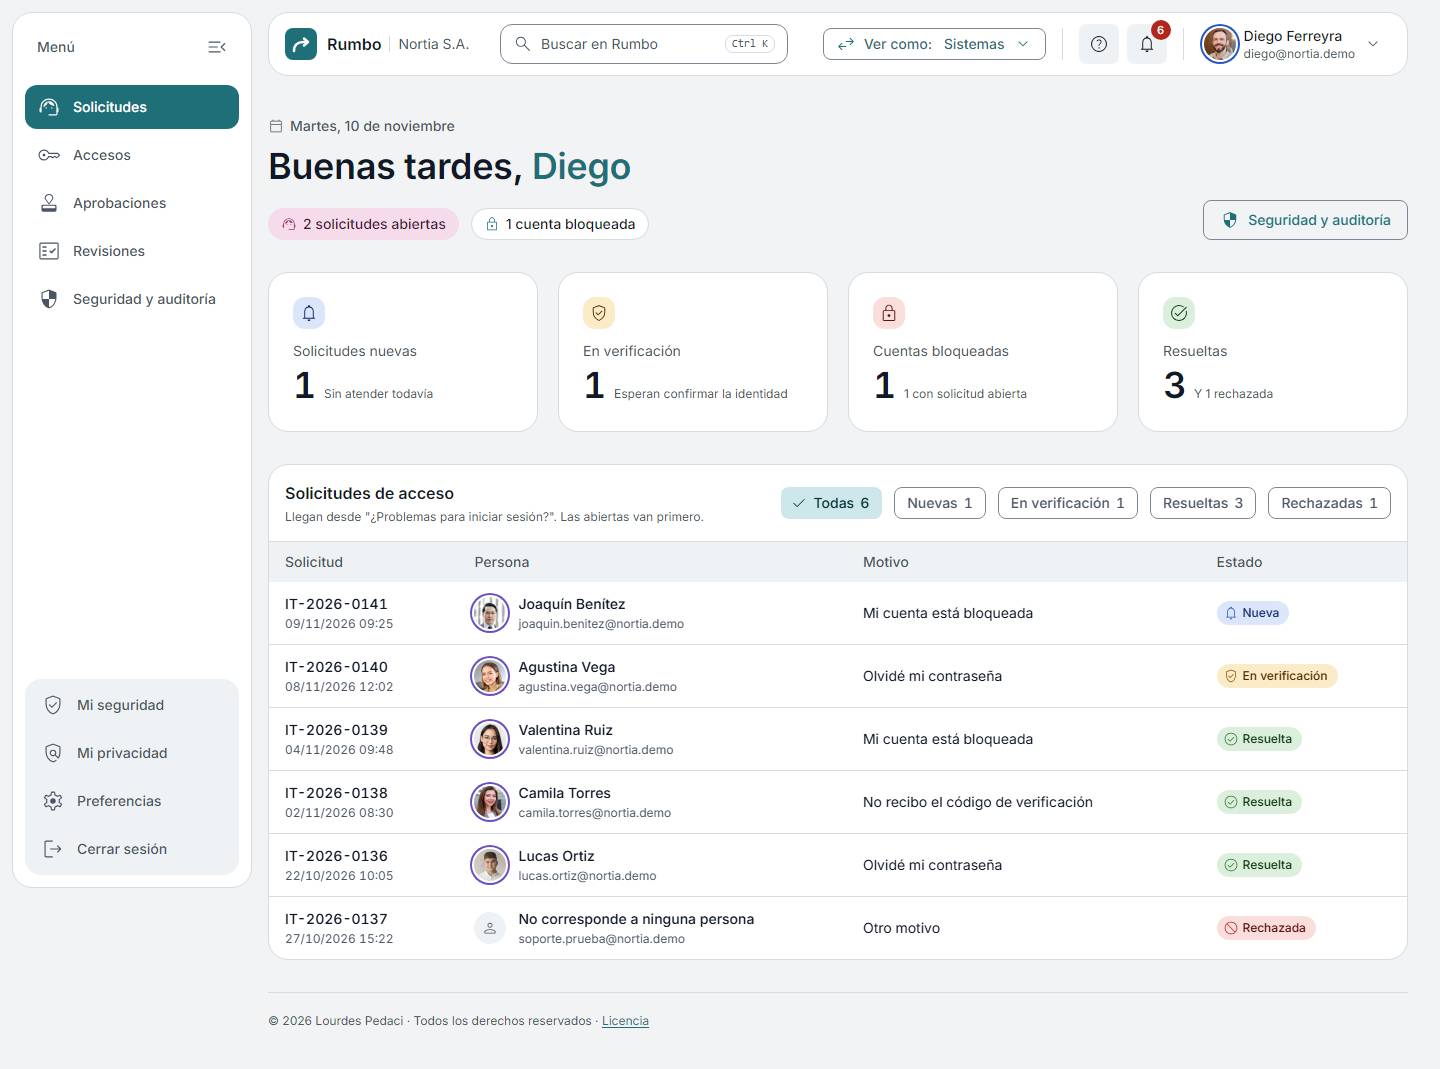 Menú
Solicitudes
Accesos
Aprobaciones
Revisiones
Seguridad y auditoría
Mi seguridad
Mi privacidad
Preferencias
Cerrar sesión
Rumbo
Nortia S.A.
Buscar en Rumbo
Ctrl K
Ver como: Sistemas
6
Diego Ferreyra
diego@nortia.demo
Martes, 10 de noviembre
Buenas tardes, Diego
2 solicitudes abiertas
1 cuenta bloqueada
Seguridad y auditoría
Solicitudes nuevas
1 Sin atender todavía
En verificación
1 Esperan confirmar la identidad
Cuentas bloqueadas
1 1 con solicitud abierta
Resueltas
3 Y 1 rechazada
Solicitudes de acceso
Llegan desde "¿Problemas para iniciar sesión?". Las abiertas van primero.
Todas 6
Nuevas 1
En verificación 1
Resueltas 3
Rechazadas 1
Solicitud Persona Motivo Estado
IT-2026-0141
09/11/2026 09:25
Joaquín Benítez
joaquin.benitez@nortia.demo
Mi cuenta está bloqueada
Nueva
IT-2026-0140
08/11/2026 12:02
Agustina Vega
agustina.vega@nortia.demo
Olvidé mi contraseña
En verificación
IT-2026-0139
04/11/2026 09:48
Valentina Ruiz
valentina.ruiz@nortia.demo
Mi cuenta está bloqueada
Resuelta
IT-2026-0138
02/11/2026 08:30
Camila Torres
camila.torres@nortia.demo
No recibo el código de verificación
Resuelta
IT-2026-0136
22/10/2026 10:05
Lucas Ortiz
lucas.ortiz@nortia.demo
Olvidé mi contraseña
Resuelta
IT-2026-0137
27/10/2026 15:22
No corresponde a ninguna persona
soporte.prueba@nortia.demo
Otro motivo
Rechazada
© 2026 Lourdes Pedaci · Todos los derechos reservados · Licencia